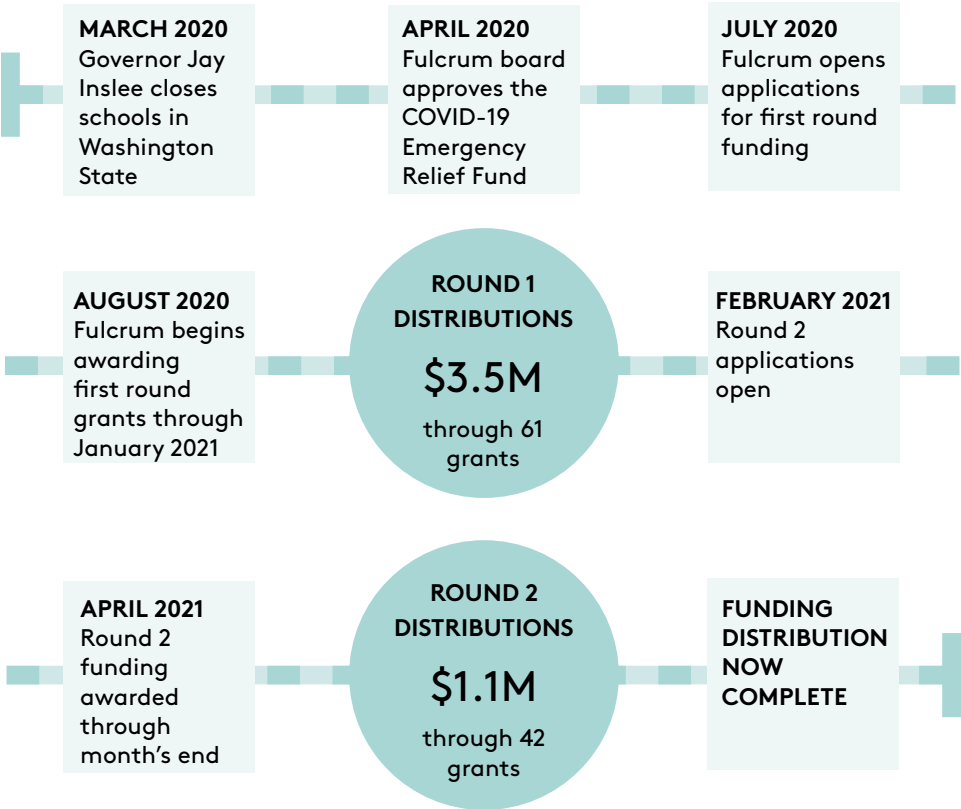 MARCH 2020
Governor Jay
Inslee closes
schools in
Washington
State
APRIL 2020
Fulcrum board
approves the
COVID-19
Emergency
Relief Fund
JULY 2020
Fulcrum opens
applications
for first round
funding
AUGUST 2020
Fulcrum begins
awarding
first round
grants through
January 2021
ROUND 1
DISTRIBUTIONS
$3.5M
through 61
grants
FEBRUARY 2021
Round 2
applications
open
APRIL 2021
Round 2
funding
awarded
through
month’s end
ROUND 2
DISTRIBUTIONS
$1.1M
through 42
grants
FUNDING
DISTRIBUTION
NOW
COMPLETE